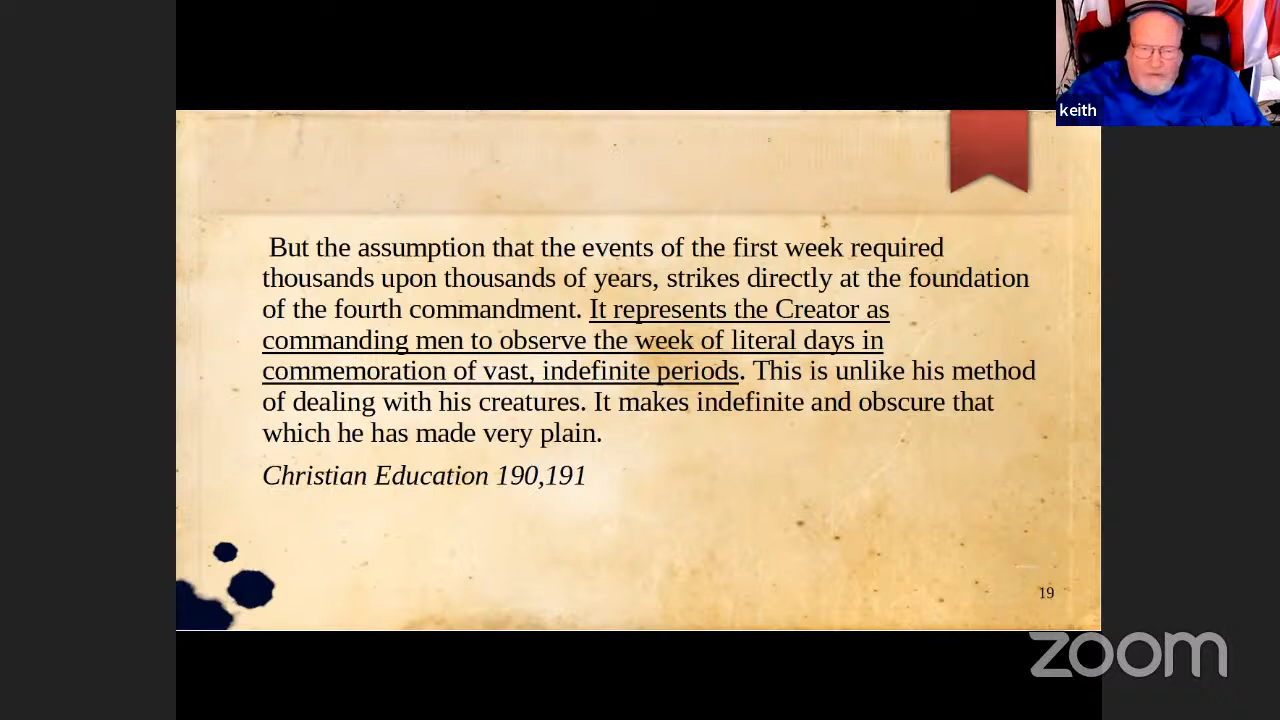 keith
But the assumption that the events of the first week required
thousands upon thousands of years, strikes directly at the foundation
of the fourth commandment. It represents the Creator as
commanding men to observe the week of literal days in
commemoration of vast, indefinite periods. This is unlike his method
of dealing with his creatures. It makes indefinite and obscure that
which he has made very plain.
Christian Education 190,191
19
zoom